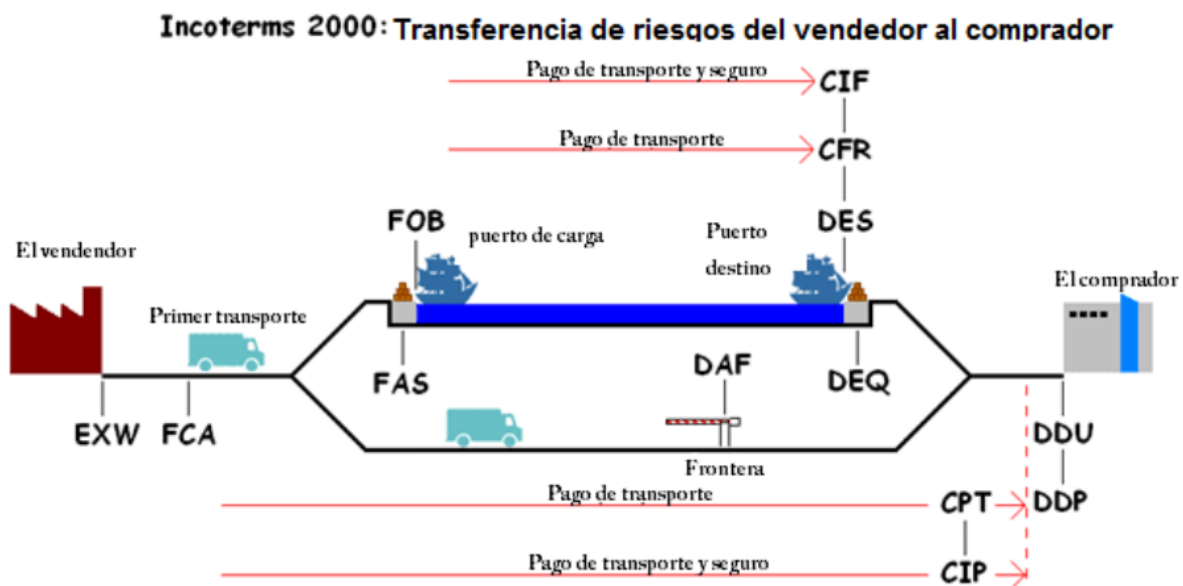 Incoterms 2000: Transferencia de riesgos del vendedor al comprador
Pago de transporte y seguro
CIF
Pago de transporte
CFR
FOB
DES
puerto de carga
Puerto
destino
El vendendor
El comprador
Primer transporte
FAS
DAF
DEQ
EXW
FCA
DDU
Frontera
Pago de transporte
CPT
DDP
Pago de transporte y seguro
CIP